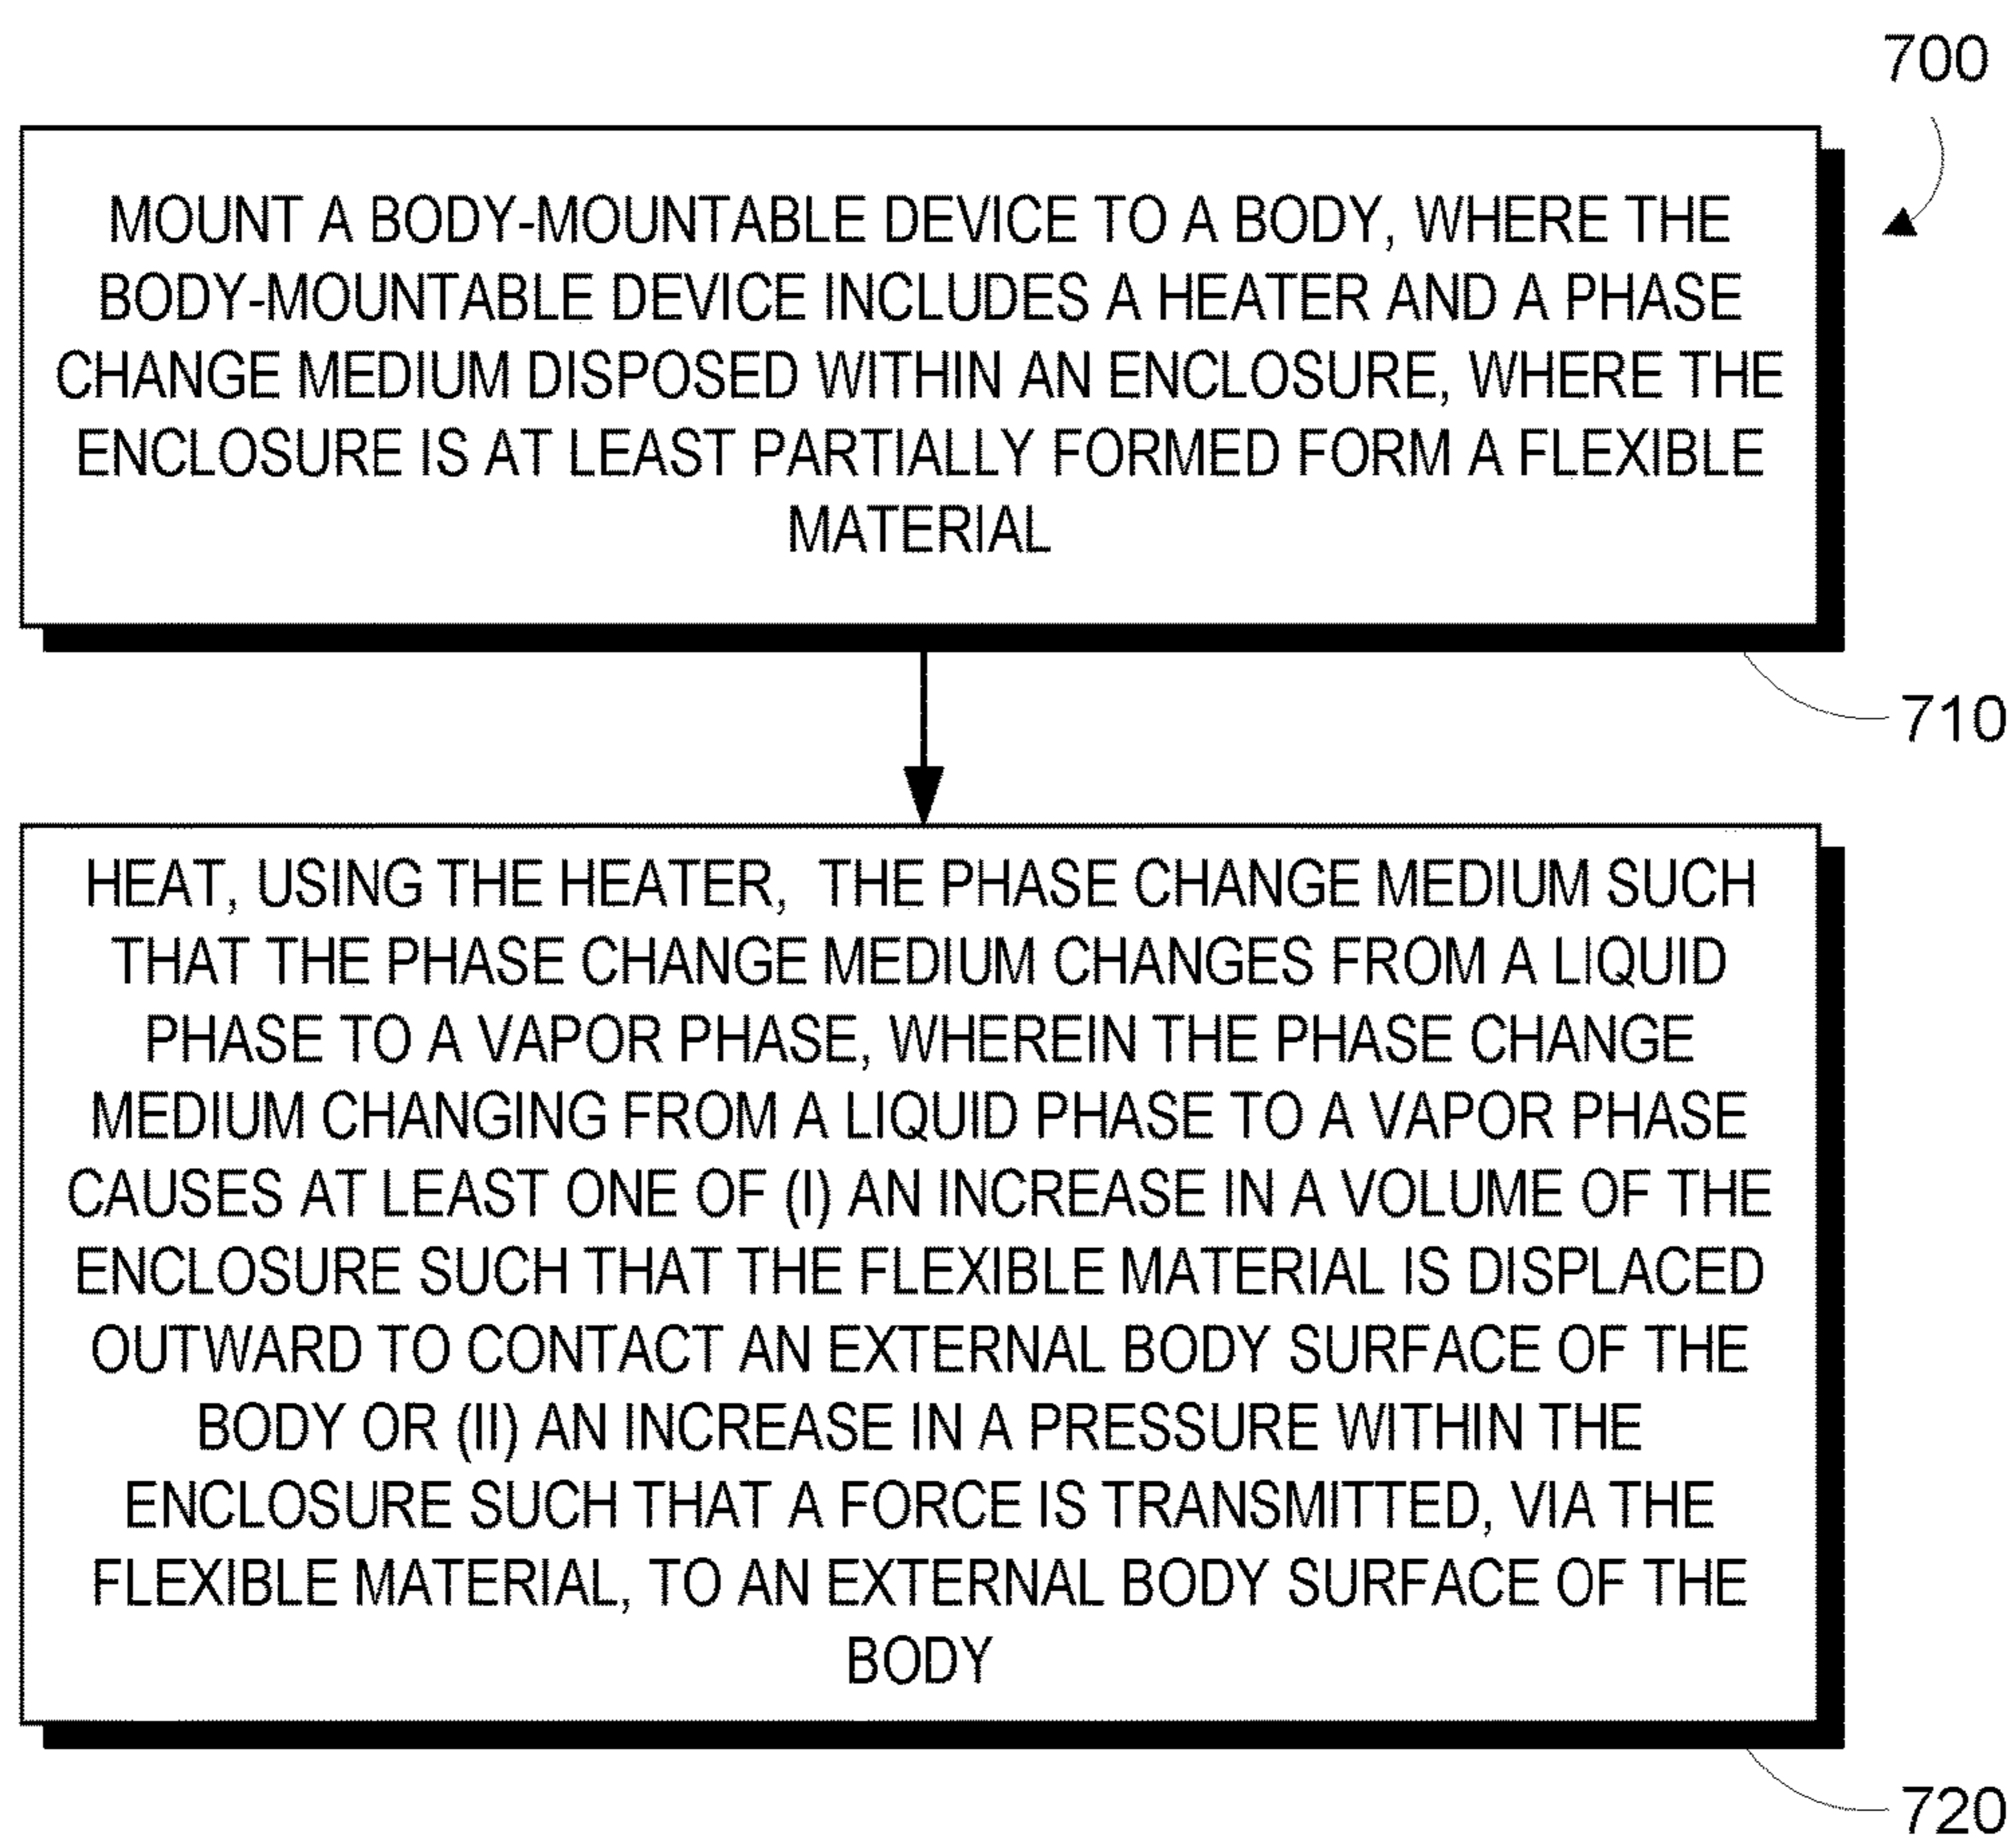 700
MOUNT A BODY-MOUNTABLE DEVICE TO A BODY, WHERE THE
BODY-MOUNTABLE DEVICE INCLUDES A HEATER AND A PHASE
CHANGE MEDIUM DISPOSED WITHIN AN ENCLOSURE, WHERE THE
ENCLOSURE IS AT LEAST PARTIALLY FORMED FORM A FLEXIBLE
MATERIAL
710
HEAT, USING THE HEATER, THE PHASE CHANGE MEDIUM SUCH
THAT THE PHASE CHANGE MEDIUM CHANGES FROM A LIQUID
PHASE TO A VAPOR PHASE, WHEREIN THE PHASE CHANGE
MEDIUM CHANGING FROM A LIQUID PHASE TO A VAPOR PHASE
CAUSES AT LEAST ONE OF (I) AN INCREASE IN A VOLUME OF THE
ENCLOSURE SUCH THAT THE FLEXIBLE MATERIAL IS DISPLACED
OUTWARD TO CONTACT AN EXTERNAL BODY SURFACE OF THE
BODY OR (II) AN INCREASE IN A PRESSURE WITHIN THE
ENCLOSURE SUCH THAT A FORCE IS TRANSMITTED, VIA THE
FLEXIBLE MATERIAL, TO AN EXTERNAL BODY SURFACE OF THE
BODY
720